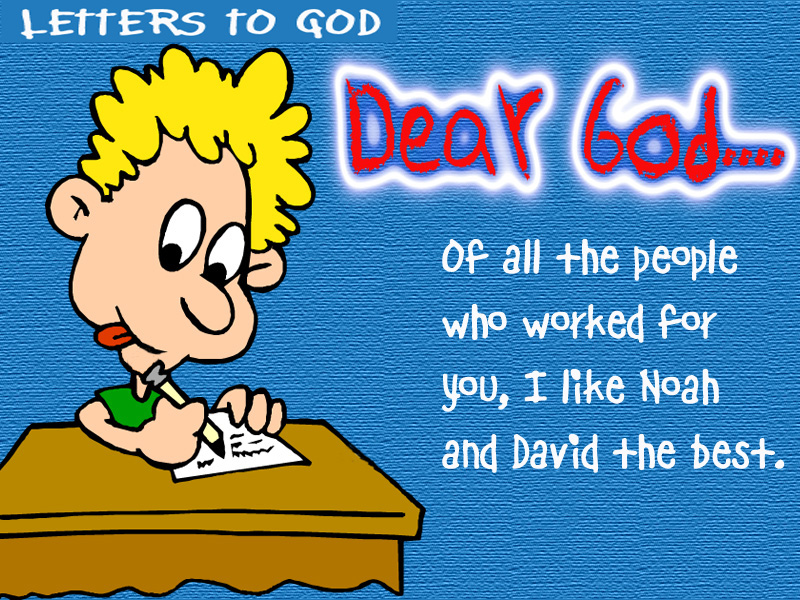 LETTERS TO GOD
Dear God....
Of all the people
who worked for
you, I like Noah
and David the best.